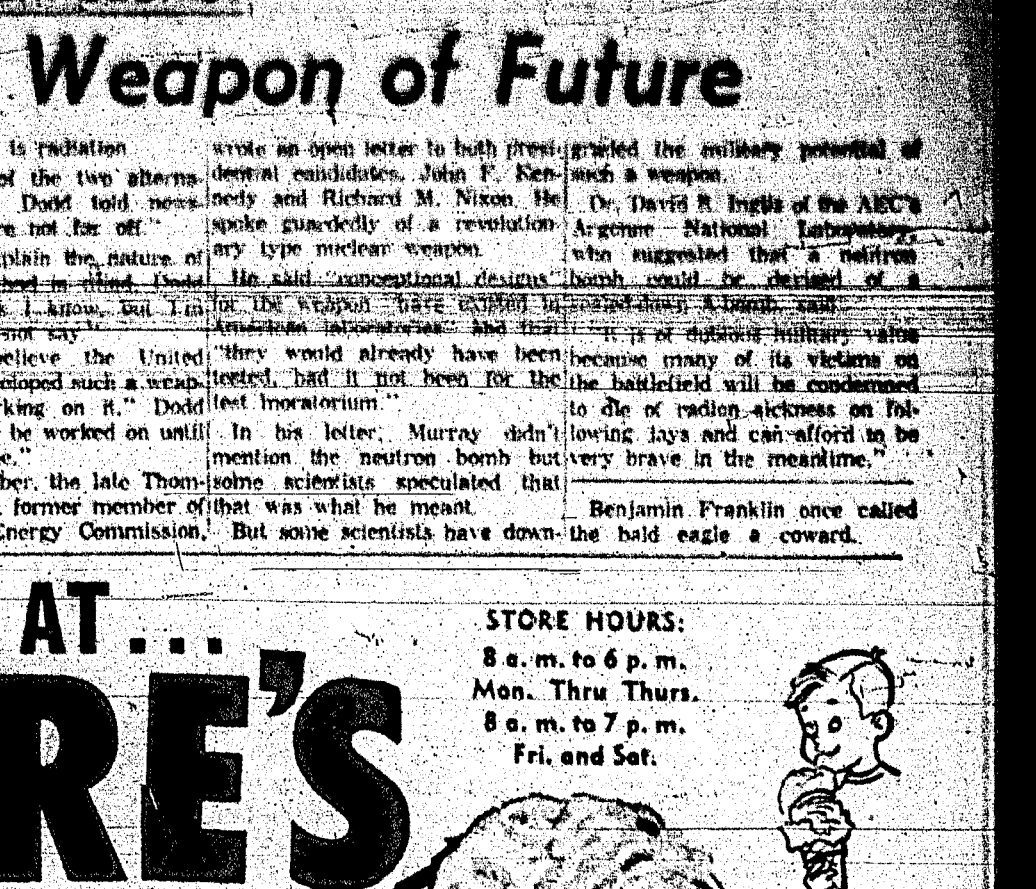 Weapon of Future
is radiation
of the two alterna-
Dodd told news-
re not far off."
plain the nature of
Dodd
I know, but I'm
not say"
believe the United
eloped such a weap-
king on it." Dodd
be worked on until
e."
ber, the late Thom-
former member of
Energy Commission,
wrote an open letter to both presi-
dential candidates, John F. Ken-
nedy and Richard M. Nixon. He
spoke guardedly of a revolution-
ary type nuclear weapon.
He said "conceptional designs"
for the weapon "have existed in
American laboratories" and that
"they would already have been
tested, had it not been for the
test moratorium."
In his letter, Murray didn't
mention the neutron bomb but
some scientists speculated that
that was what he meant.
But some scientists have down-
graded the military potential of
such a weapon.
Dr. David R. Inglis of the AEC's
Argonne National Laboratory,
who suggested that a neutron
bomb could be devised of a
scaled-down A-bomb, said:
"It is of dubious military value
because many of its victims on
the battlefield will be condemned
to die of radion sickness on fol-
lowing days and can afford to be
very brave in the meantime."
Benjamin Franklin once called
the bald eagle a coward.
AT...
RE'S
STORE HOURS:
8 a. m. to 6 p. m.
Mon. Thru Thurs.
8 a. m. to 7 p. m.
Fri. and Sat.